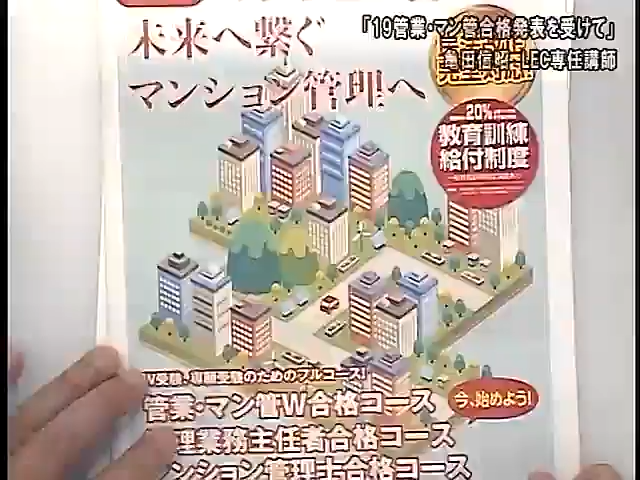 未来へ繋ぐ
マンション管理へ
「19管業・マン管合格発表を受けて」
亀田信昭 LEC専任講師
20%
教育訓練
給付制度
W受験・専願受験のためのフルコース!
管業・マン管W合格コース
今、始めよう!
理業務主任者合格コース
ンション管理士合格コース